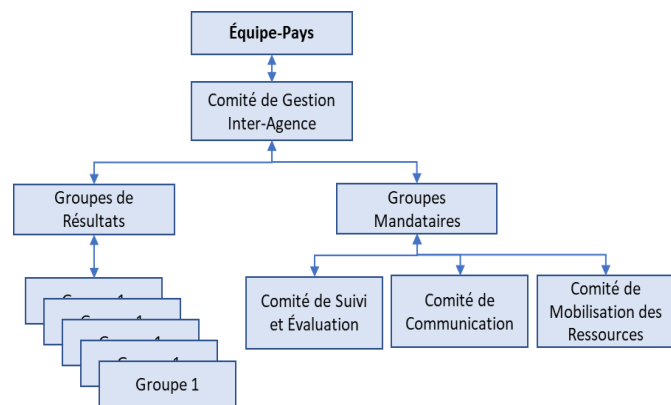 Équipe-Pays
Comité de Gestion
Inter-Agence
Groupes de
Résultats
Groupes
Mandataires
Comité de Suivi
et Évaluation
Comité de
Communication
Comité de
Mobilisation des
Ressources
Groupe 1